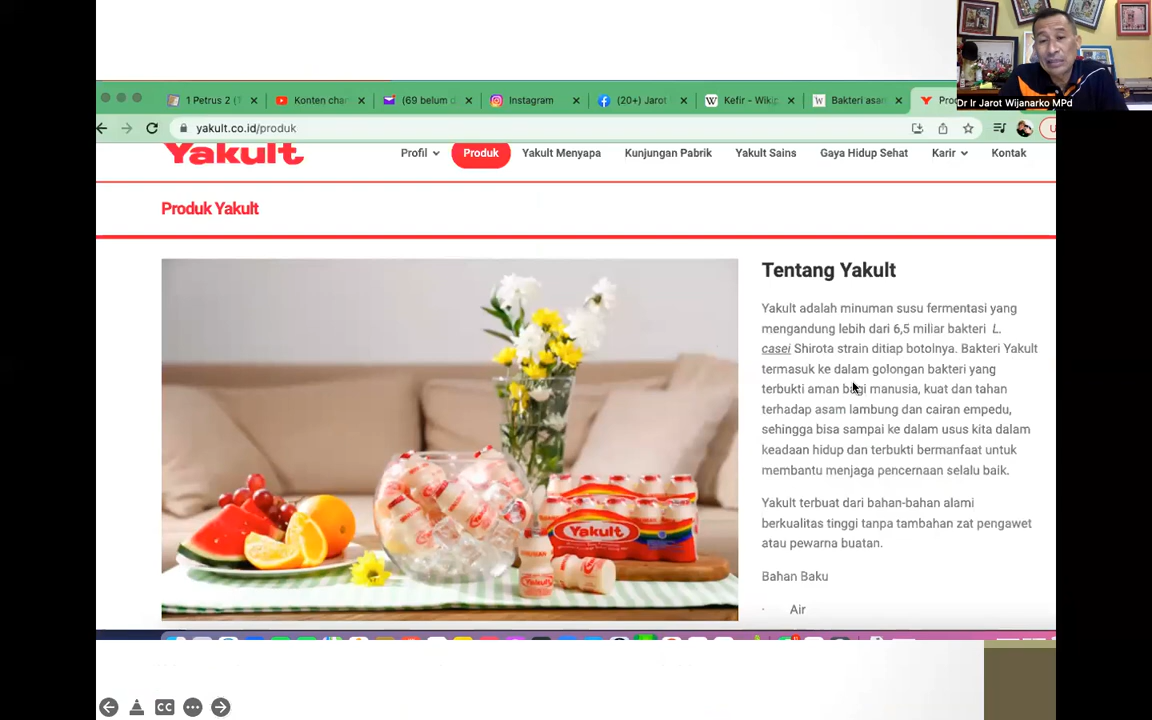 1 Petrus 2 (
Konten cha
(69 belum d
Instagram
(20+) Jarot
Kefir – Wiki
Bakteri asa
Pro
Dr Ir Jarot Wijanarko MPd
yakult.co.id/produk
Yakult
Profil
Produk
Yakult Menyapa
Kunjungan Pabrik
Yakult Sains
Gaya Hidup Sehat
Karir
Kontak
Produk Yakult
Tentang Yakult
Yakult adalah minuman susu fermentasi yang
mengandung lebih dari 6,5 miliar bakteri L.
casei Shirota strain ditiap botolnya. Bakteri Yakult
termasuk ke dalam golongan bakteri yang
terbukti aman bagi manusia, kuat dan tahan
terhadap asam lambung dan cairan empedu,
sehingga bisa sampai ke dalam usus kita dalam
keadaan hidup dan terbukti bermanfaat untuk
membantu menjaga pencernaan selalu baik.
Yakult terbuat dari bahan-bahan alami
berkualitas tinggi tanpa tambahan zat pengawet
atau pewarna buatan.
Bahan Baku
· Air
Yakult
CC